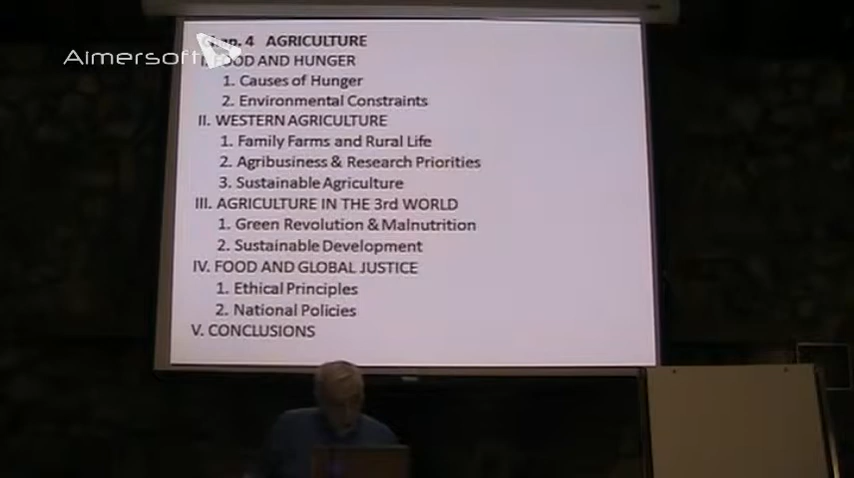 Aimersoft
Chap. 4 AGRICULTURE
I. FOOD AND HUNGER
1. Causes of Hunger
2. Environmental Constraints
II. WESTERN AGRICULTURE
1. Family Farms and Rural Life
2. Agribusiness & Research Priorities
3. Sustainable Agriculture
III. AGRICULTURE IN THE 3rd WORLD
1. Green Revolution & Malnutrition
2. Sustainable Development
IV. FOOD AND GLOBAL JUSTICE
1. Ethical Principles
2. National Policies
V. CONCLUSIONS